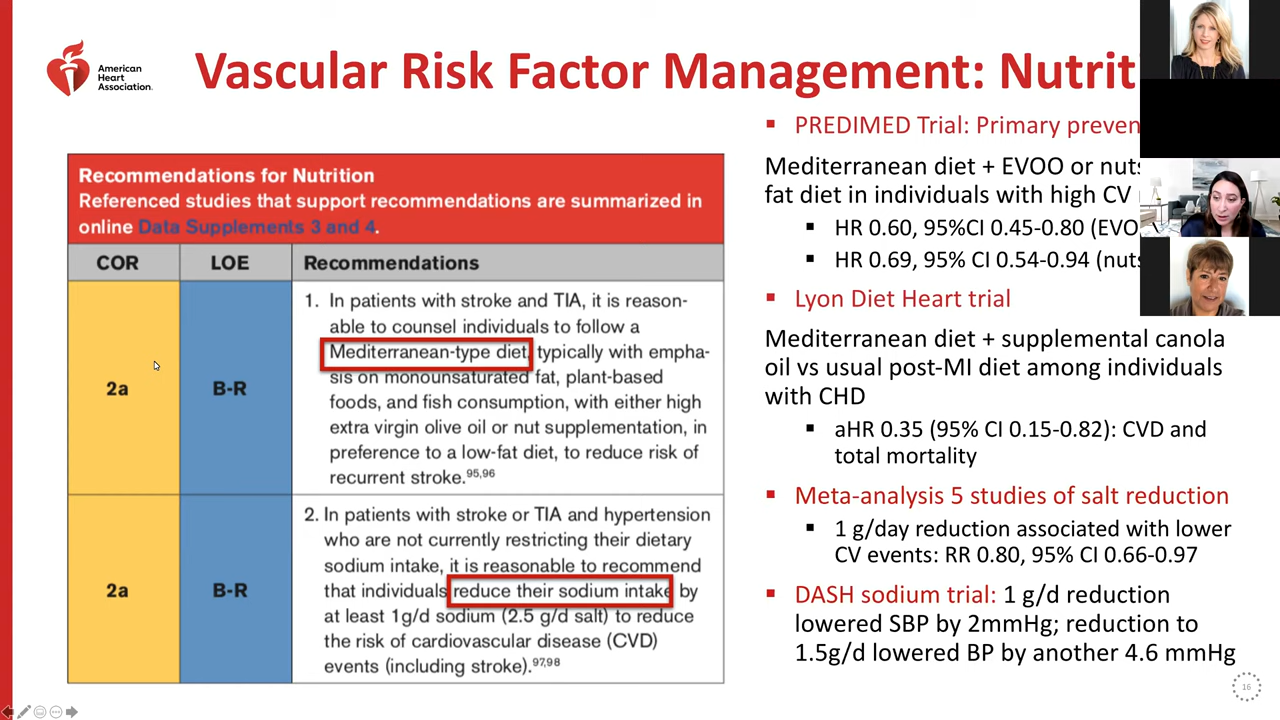 American
Heart
Association.
Vascular Risk Factor Management: Nutriti
Recommendations for Nutrition
Referenced studies that support recommendations are summarized in
online Data Supplements 3 and 4.
COR LOE Recommendations
2a B-R
1. In patients with stroke and TIA, it is reason-
able to counsel individuals to follow a
Mediterranean-type diet, typically with empha-
sis on monounsaturated fat, plant-based
foods, and fish consumption, with either high
extra virgin olive oil or nut supplementation, in
preference to a low-fat diet, to reduce risk of
recurrent stroke.95,96
2a B-R
2. In patients with stroke or TIA and hypertension
who are not currently restricting their dietary
sodium intake, it is reasonable to recommend
that individuals reduce their sodium intake by
at least 1g/d sodium (2.5 g/d salt) to reduce
the risk of cardiovascular disease (CVD)
events (including stroke).97,98
▪ PREDIMED Trial: Primary preven
Mediterranean diet + EVOO or nuts
fat diet in individuals with high CV
▪ HR 0.60, 95%CI 0.45-0.80 (EVO
▪ HR 0.69, 95% CI 0.54-0.94 (nuts
▪ Lyon Diet Heart trial
Mediterranean diet + supplemental canola
oil vs usual post-MI diet among individuals
with CHD
▪ aHR 0.35 (95% CI 0.15-0.82): CVD and
total mortality
▪ Meta-analysis 5 studies of salt reduction
▪ 1 g/day reduction associated with lower
CV events: RR 0.80, 95% CI 0.66-0.97
▪ DASH sodium trial: 1 g/d reduction
lowered SBP by 2mmHg; reduction to
1.5g/d lowered BP by another 4.6 mmHg
16